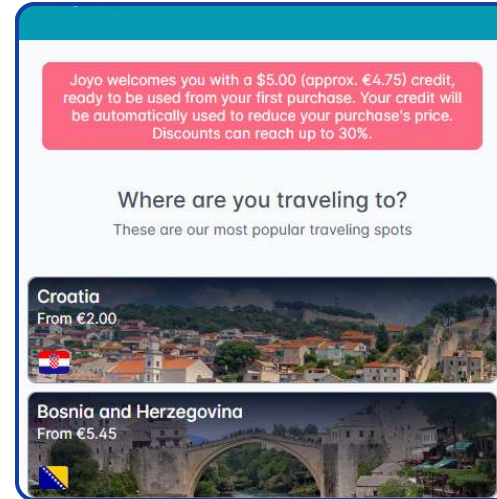 Joyo welcomes you with a $5.00 (approx. €4.75) credit,
ready to be used from your first purchase. Your credit will
be automatically used to reduce your purchase's price.
Discounts can reach up to 30%.
Where are you traveling to?
These are our most popular traveling spots
Croatia
From €2.00
Bosnia and Herzegovina
From €5.45